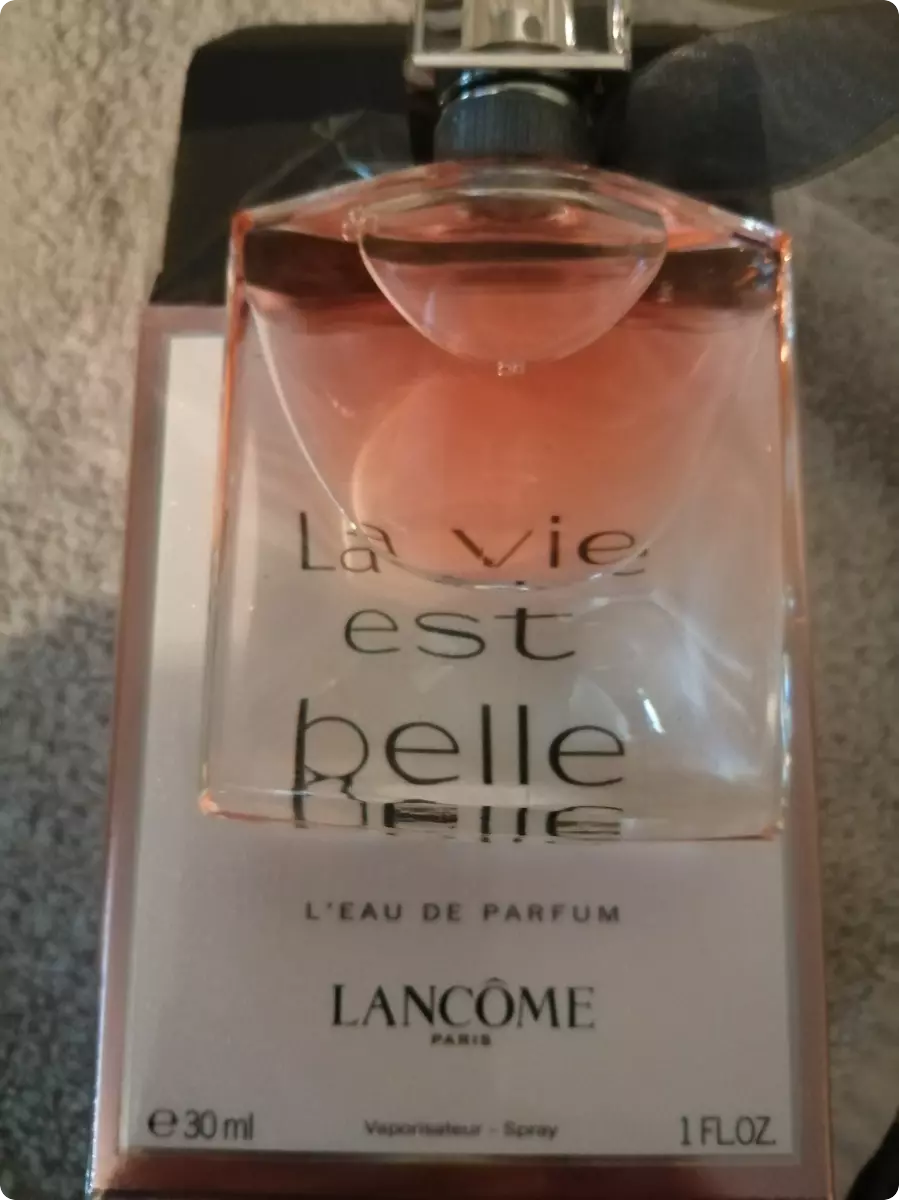 La vie
est
belle
L'EAU DE PARFUM
LANCÔME
PARIS
℮ 30 ml
Vaporisateur - Spray
1 FL.OZ.